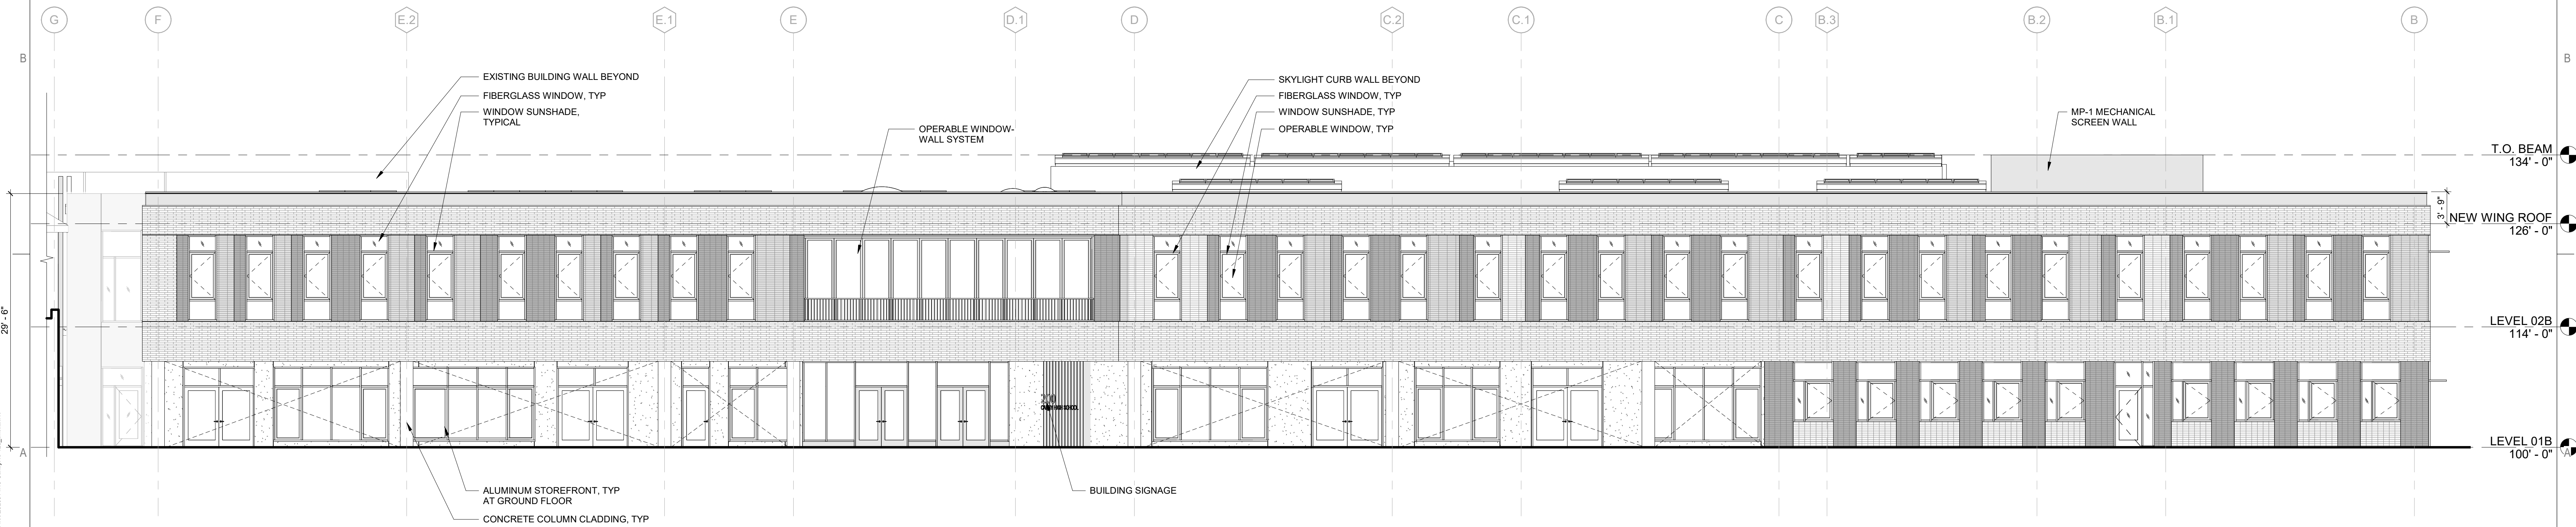 G F E.2 E.1 E D.1 D C.2 C.1 C B.3 B.2 B.1 B
B B
EXISTING BUILDING WALL BEYOND
FIBERGLASS WINDOW, TYP
WINDOW SUNSHADE,
TYPICAL
OPERABLE WINDOW-
WALL SYSTEM
SKYLIGHT CURB WALL BEYOND
FIBERGLASS WINDOW, TYP
WINDOW SUNSHADE, TYP
OPERABLE WINDOW, TYP
MP-1 MECHANICAL
SCREEN WALL
T.O. BEAM
134' - 0"
3' - 9"
NEW WING ROOF
126' - 0"
29' - 6"
LEVEL 02B
114' - 0"
HIGH SCHOOL
LEVEL 01B
100' - 0"
A A
ALUMINUM STOREFRONT, TYP
AT GROUND FLOOR
CONCRETE COLUMN CLADDING, TYP
BUILDING SIGNAGE